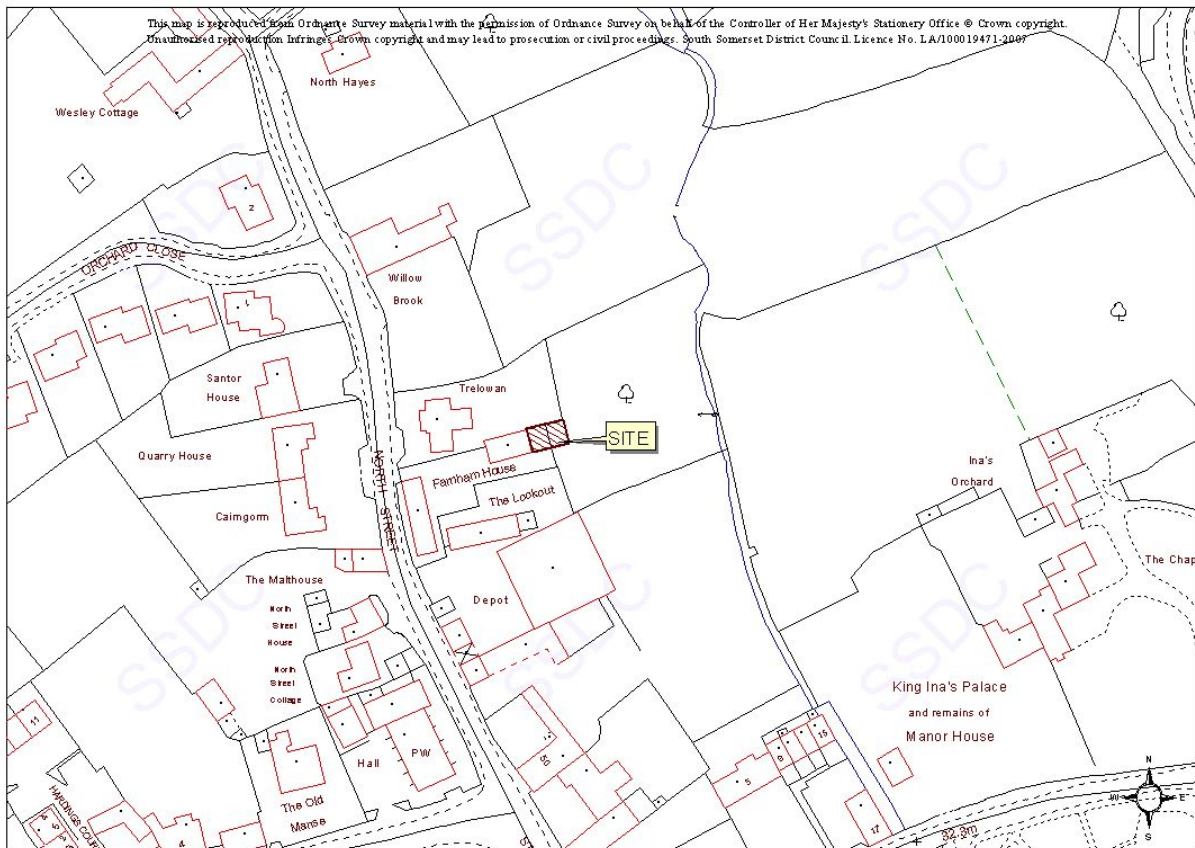 This map is reproduced from Ordnance Survey material with the permission of Ordnance Survey on behalf of the Controller of Her Majesty's Stationery Office © Crown copyright.
Unauthorised reproduction infringes Crown copyright and may lead to prosecution or civil proceedings. South Somerset District Council. Licence No. LA/100019471-2007
North Hayes
Wesley Cottage
SSDC
SSDC
SSDC
2
ORCHARD CLOSE
Willow
Brook
1
Santor
House
Trelowan
SITE
Quarry House
Farnham House
The Lookout
NORTH STREET
Ina's
Orchard
Cairngorm
The Malthouse
Depot
The Chap
SSDC
SSDC
SSDC
North
Street
House
North
Street
Cottage
King Ina's Palace
and remains of
Manor House
11
Hall
PW
50
5
6
15
The Old
Manse
HARDINGS COU
4
17
32.3m
N
W
E
S